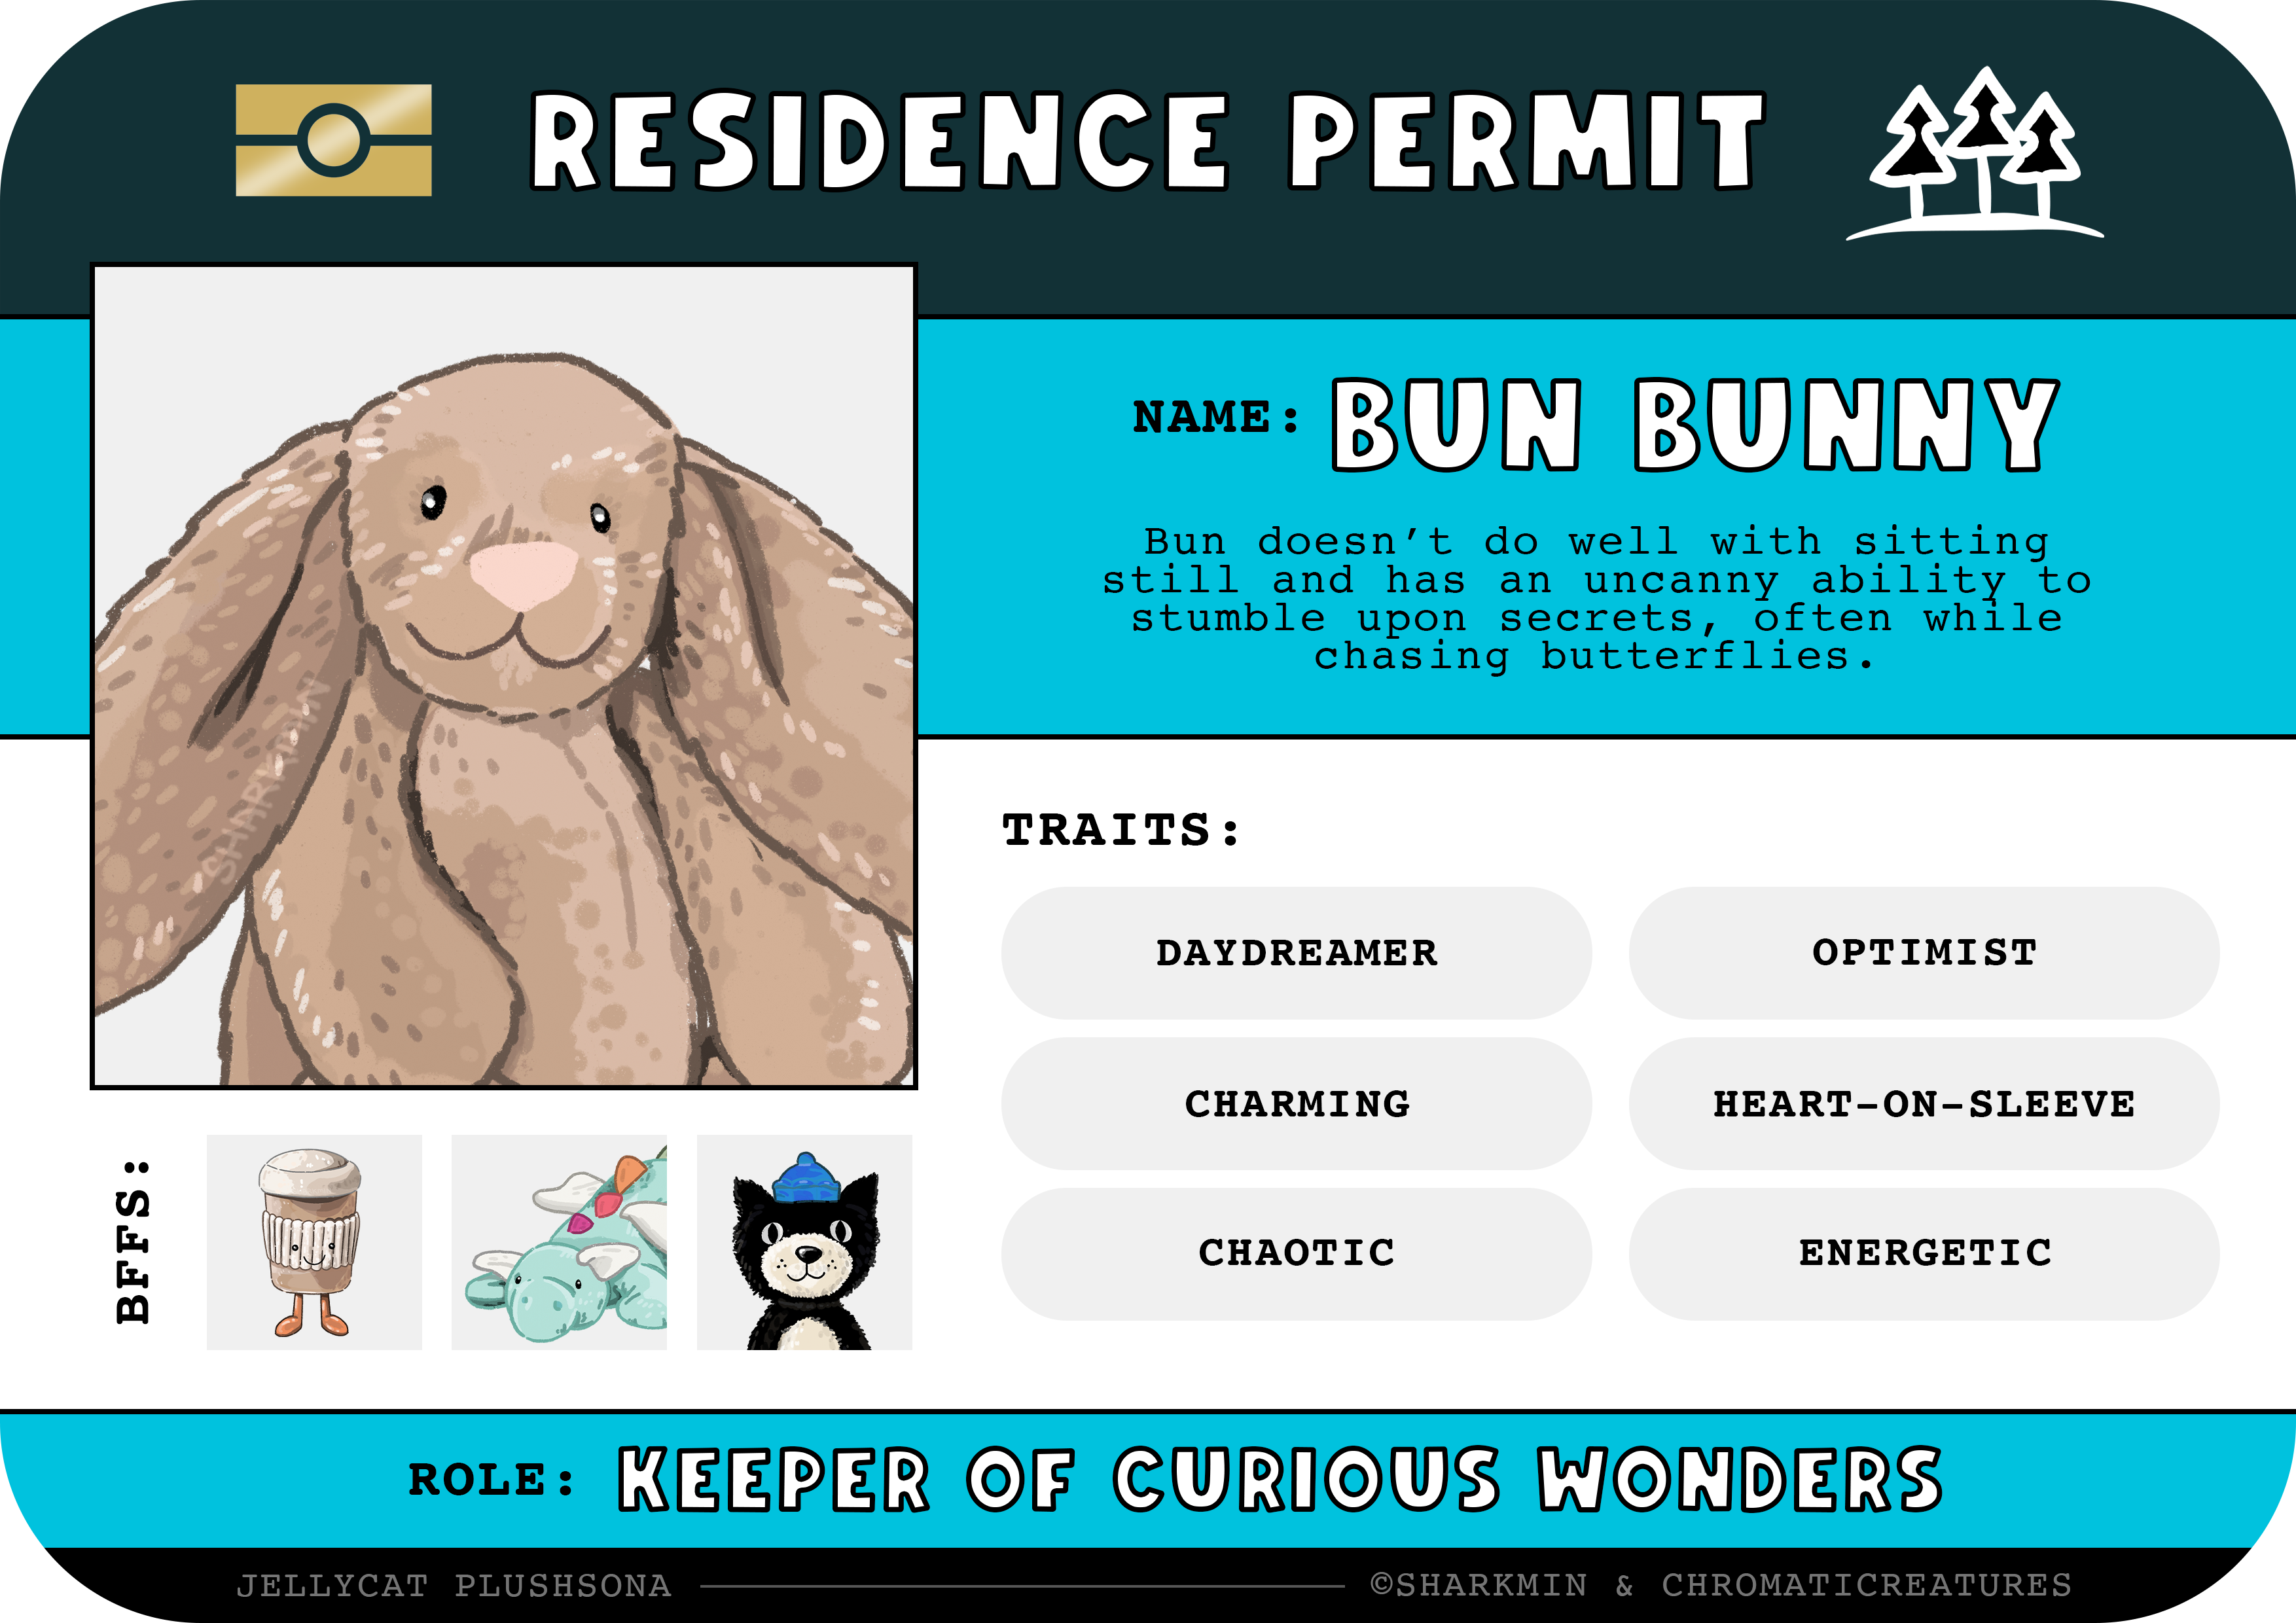 RESIDENCE PERMIT
NAME: BUN BUNNY
Bun doesn’t do well with sitting
still and has an uncanny ability to
stumble upon secrets, often while
chasing butterflies.
SHARKMIN
TRAITS:
DAYDREAMER
OPTIMIST
CHARMING
HEART-ON-SLEEVE
CHAOTIC
ENERGETIC
BFFS:
ROLE: KEEPER OF CURIOUS WONDERS
JELLYCAT PLUSHSONA
©SHARKMIN & CHROMATICREATURES